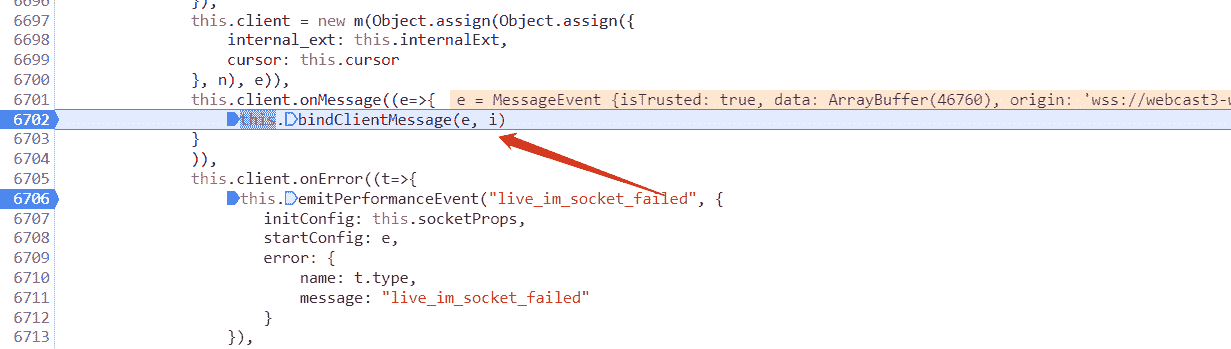 6696 }),
6697 this.client = new m(Object.assign(Object.assign({
6698 internal_ext: this.internalExt,
6699 cursor: this.cursor
6700 }, n), e)),
6701 this.client.onMessage((e=>{ e = MessageEvent {isTrusted: true, data: ArrayBuffer(46760), origin: 'wss://webcast3-w
6702 this.bindClientMessage(e, i)
6703 }
6704 )),
6705 this.client.onError((t=>{
6706 this.emitPerformanceEvent("live_im_socket_failed", {
6707 initConfig: this.socketProps,
6708 startConfig: e,
6709 error: {
6710 name: t.type,
6711 message: "live_im_socket_failed"
6712 }
6713 }),